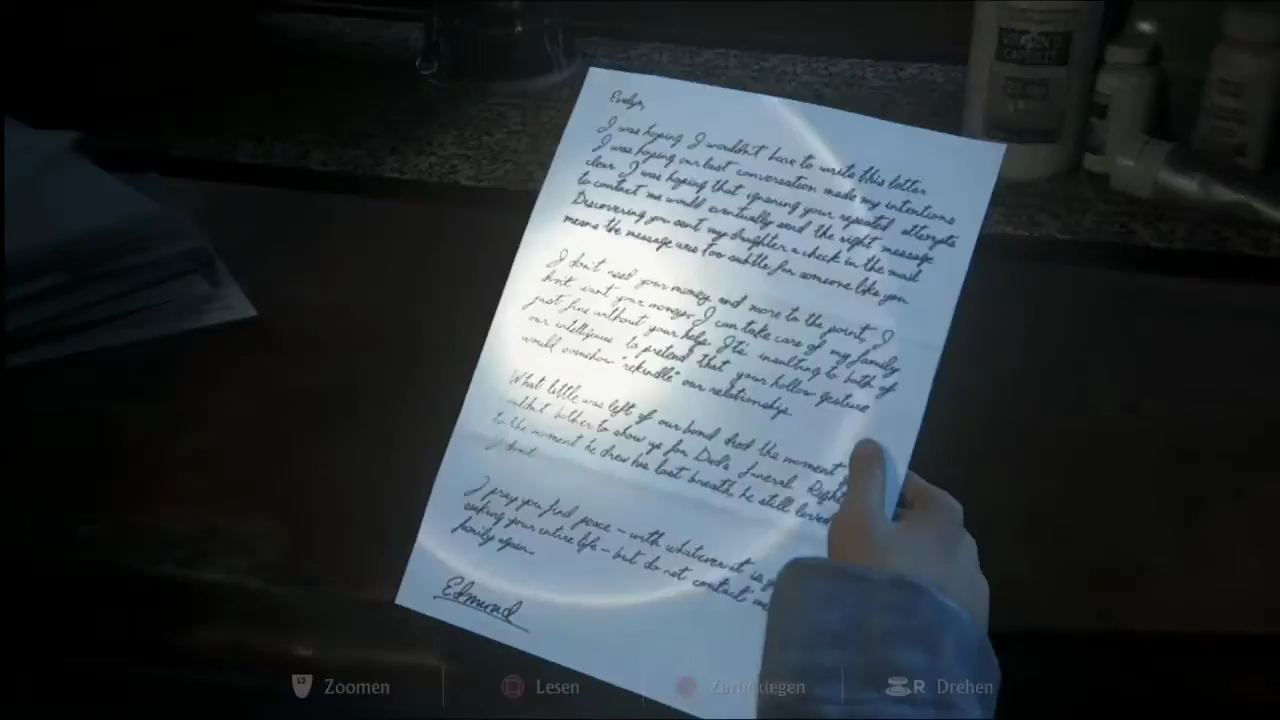 Evelyn,
I was hoping I wouldn't have to write this letter.
I was hoping our last conversation made my intentions
clear. I was hoping that ignoring your repeated attempts
to contact me would eventually send the right message.
Discovering you sent my daughter a check in the mail
means the message was too subtle for someone like you.
I don't need your money, and more to the point, I
don't want your money. I can take care of my family
just fine without your help. It's insulting to both of
our intelligence to pretend that your hollow gesture
would somehow "rekindle" our relationship.
What little was left of our bond died the moment
couldn't bother to show up for Dad's funeral. Right
to the moment he drew his last breath, he still loved
I don't.
I pray you find peace - with whatever it is
seeking your entire life - but do not contact me
family again.
Edmund
L2 Zoomen
Lesen
Zurücklegen
R Drehen